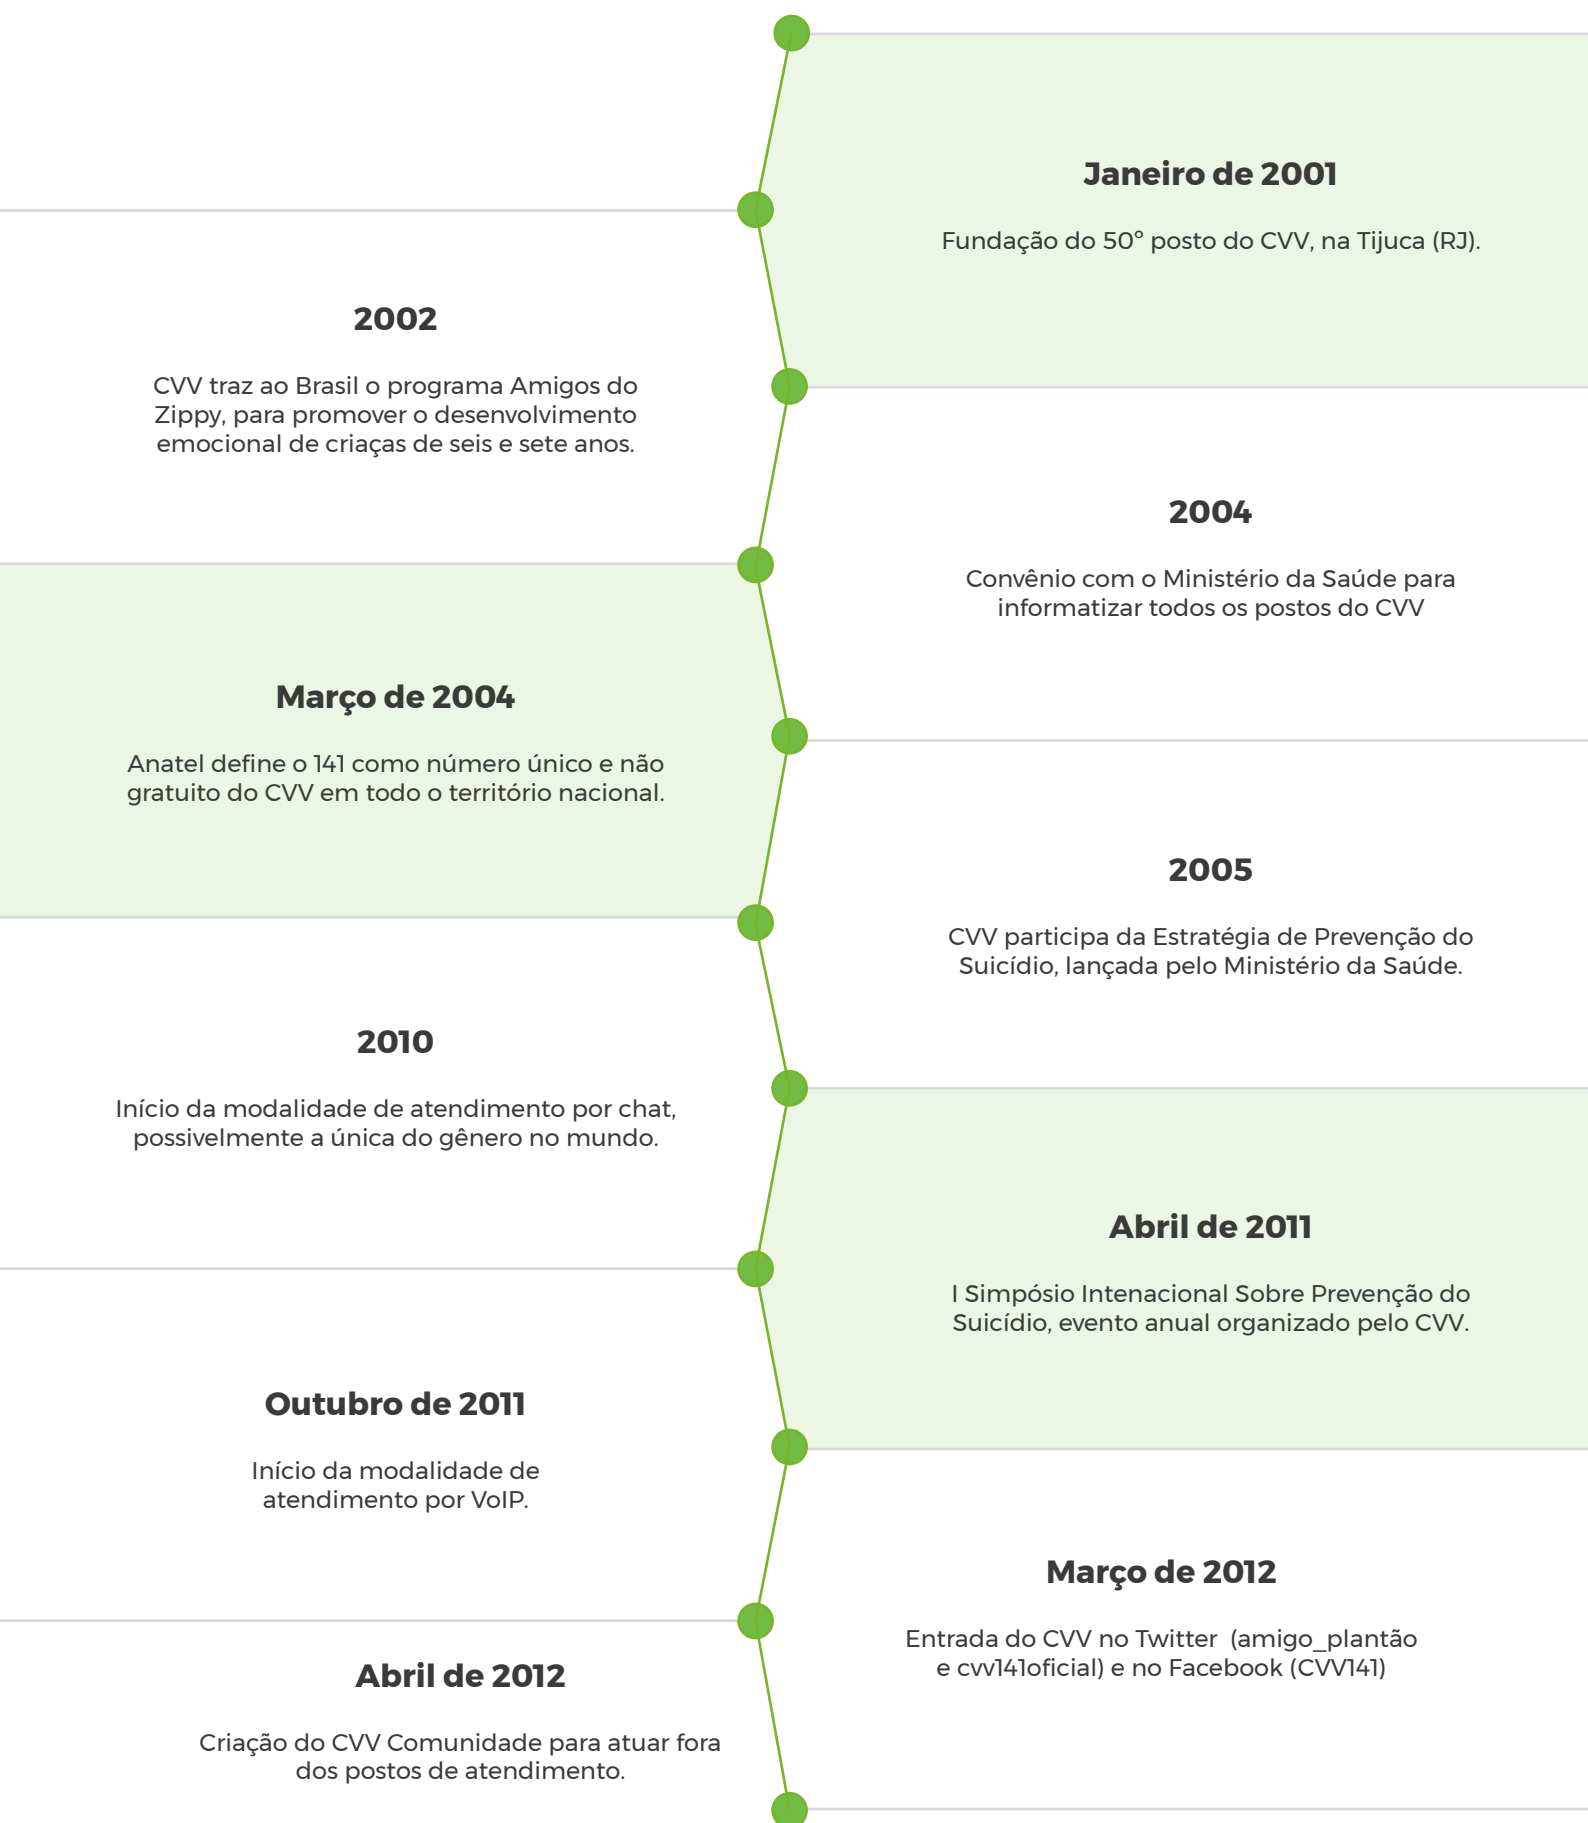 Janeiro de 2001
Fundação do 50º posto do CVV, na Tijuca (RJ).
2002
CVV traz ao Brasil o programa Amigos do
Zippy, para promover o desenvolvimento
emocional de criaças de seis e sete anos.
2004
Convênio com o Ministério da Saúde para
informatizar todos os postos do CVV
Março de 2004
Anatel define o 141 como número único e não
gratuito do CVV em todo o território nacional.
2005
CVV participa da Estratégia de Prevenção do
Suicídio, lançada pelo Ministério da Saúde.
2010
Início da modalidade de atendimento por chat,
possivelmente a única do gênero no mundo.
Abril de 2011
I Simpósio Intenacional Sobre Prevenção do
Suicídio, evento anual organizado pelo CVV.
Outubro de 2011
Início da modalidade de
atendimento por VoIP.
Março de 2012
Entrada do CVV no Twitter  (amigo_plantão
e cvv141oficial) e no Facebook (CVV141)
Abril de 2012
Criação do CVV Comunidade para atuar fora
dos postos de atendimento.